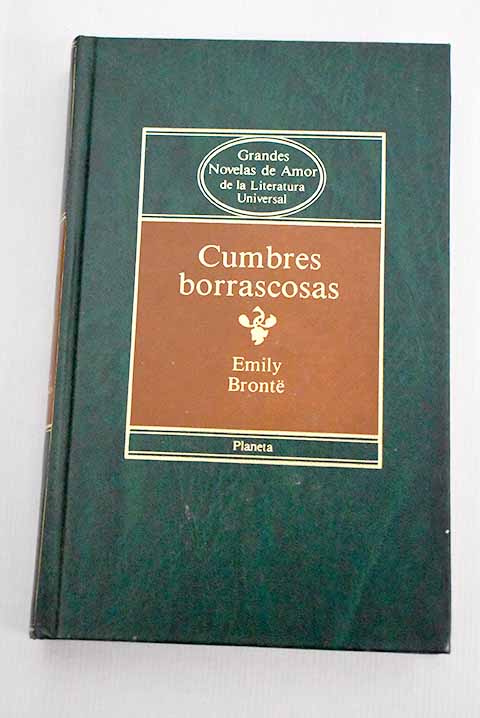 Grandes
Novelas de Amor
de la Literatura
Universal
Cumbres
borrascosas
Emily
Brontë
Planeta